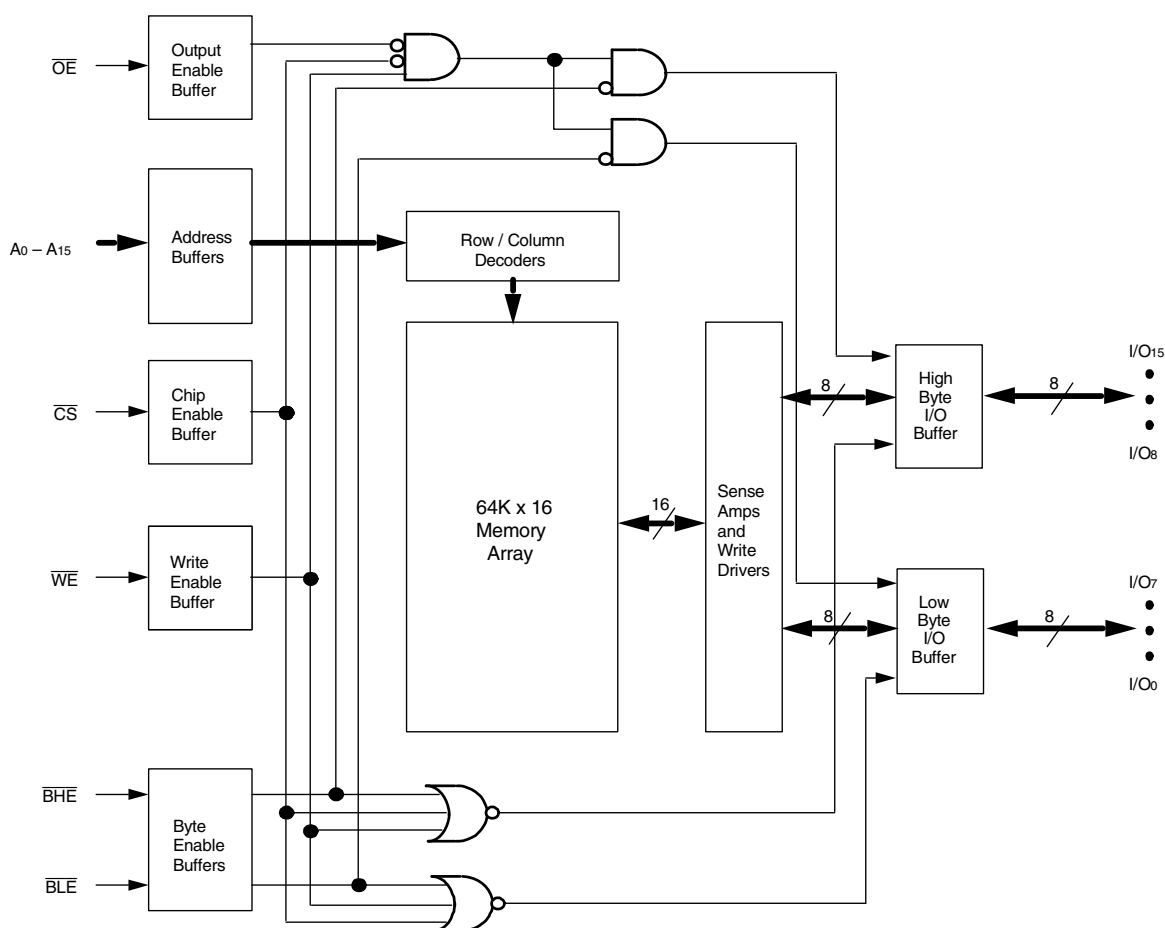 OE
Output
Enable
Buffer
A0 – A15
Address
Buffers
Row / Column
Decoders
CS
Chip
Enable
Buffer
WE
Write
Enable
Buffer
64K x 16
Memory
Array
16
Sense
Amps
and
Write
Drivers
8
High
Byte
I/O
Buffer
8
I/O15
I/O8
8
Low
Byte
I/O
Buffer
8
I/O7
I/O0
BHE
Byte
Enable
Buffers
BLE